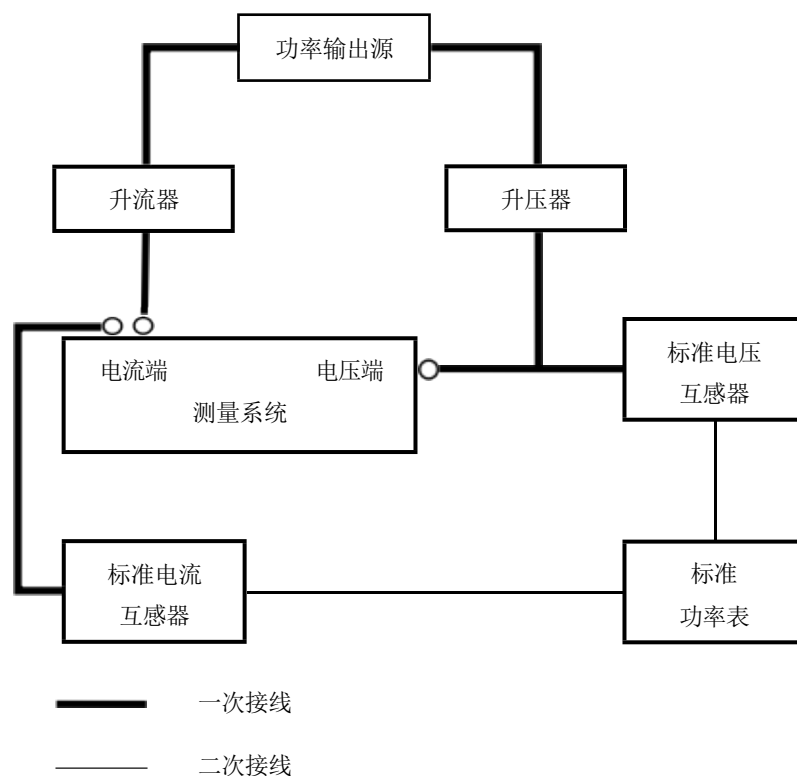 功率输出源
升流器
升压器
电流端
电压端
测量系统
标准电压
互感器
标准电流
互感器
标准
功率表
一次接线
二次接线